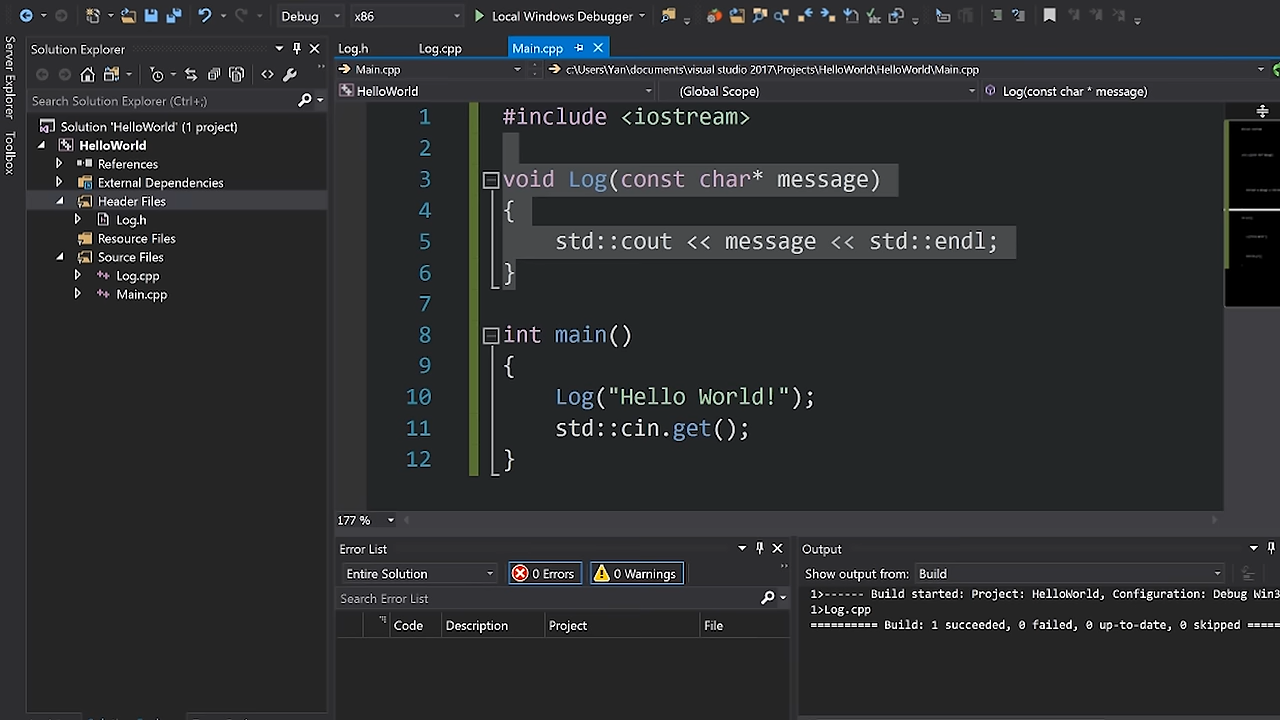 Debug x86 Local Windows Debugger
Server Explorer
Toolbox
Solution Explorer
Search Solution Explorer (Ctrl+;)
Solution 'HelloWorld' (1 project)
HelloWorld
References
External Dependencies
Header Files
Log.h
Resource Files
Source Files
Log.cpp
Main.cpp
Log.h Log.cpp Main.cpp
Main.cpp c:\Users\Yan\documents\visual studio 2017\Projects\HelloWorld\HelloWorld\Main.cpp
HelloWorld (Global Scope) Log(const char * message)
1 #include <iostream>
2
3 void Log(const char* message)
4 {
5 std::cout << message << std::endl;
6 }
7
8 int main()
9 {
10 Log("Hello World!");
11 std::cin.get();
12 }
177 %
Error List
Entire Solution 0 Errors 0 Warnings
Search Error List
Code Description Project File
Output
Show output from: Build
1>------ Build started: Project: HelloWorld, Configuration: Debug Win3
1>Log.cpp
========== Build: 1 succeeded, 0 failed, 0 up-to-date, 0 skipped =====